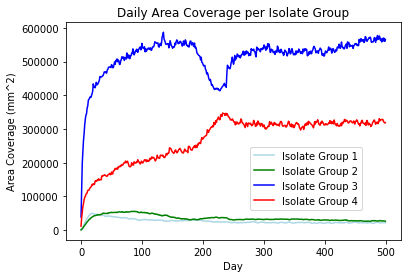 Daily Area Coverage per Isolate Group
Area Coverage (mm^2)
600000
500000
400000
300000
200000
100000
0
Isolate Group 1
Isolate Group 2
Isolate Group 3
Isolate Group 4
0 100 200 300 400 500
Day